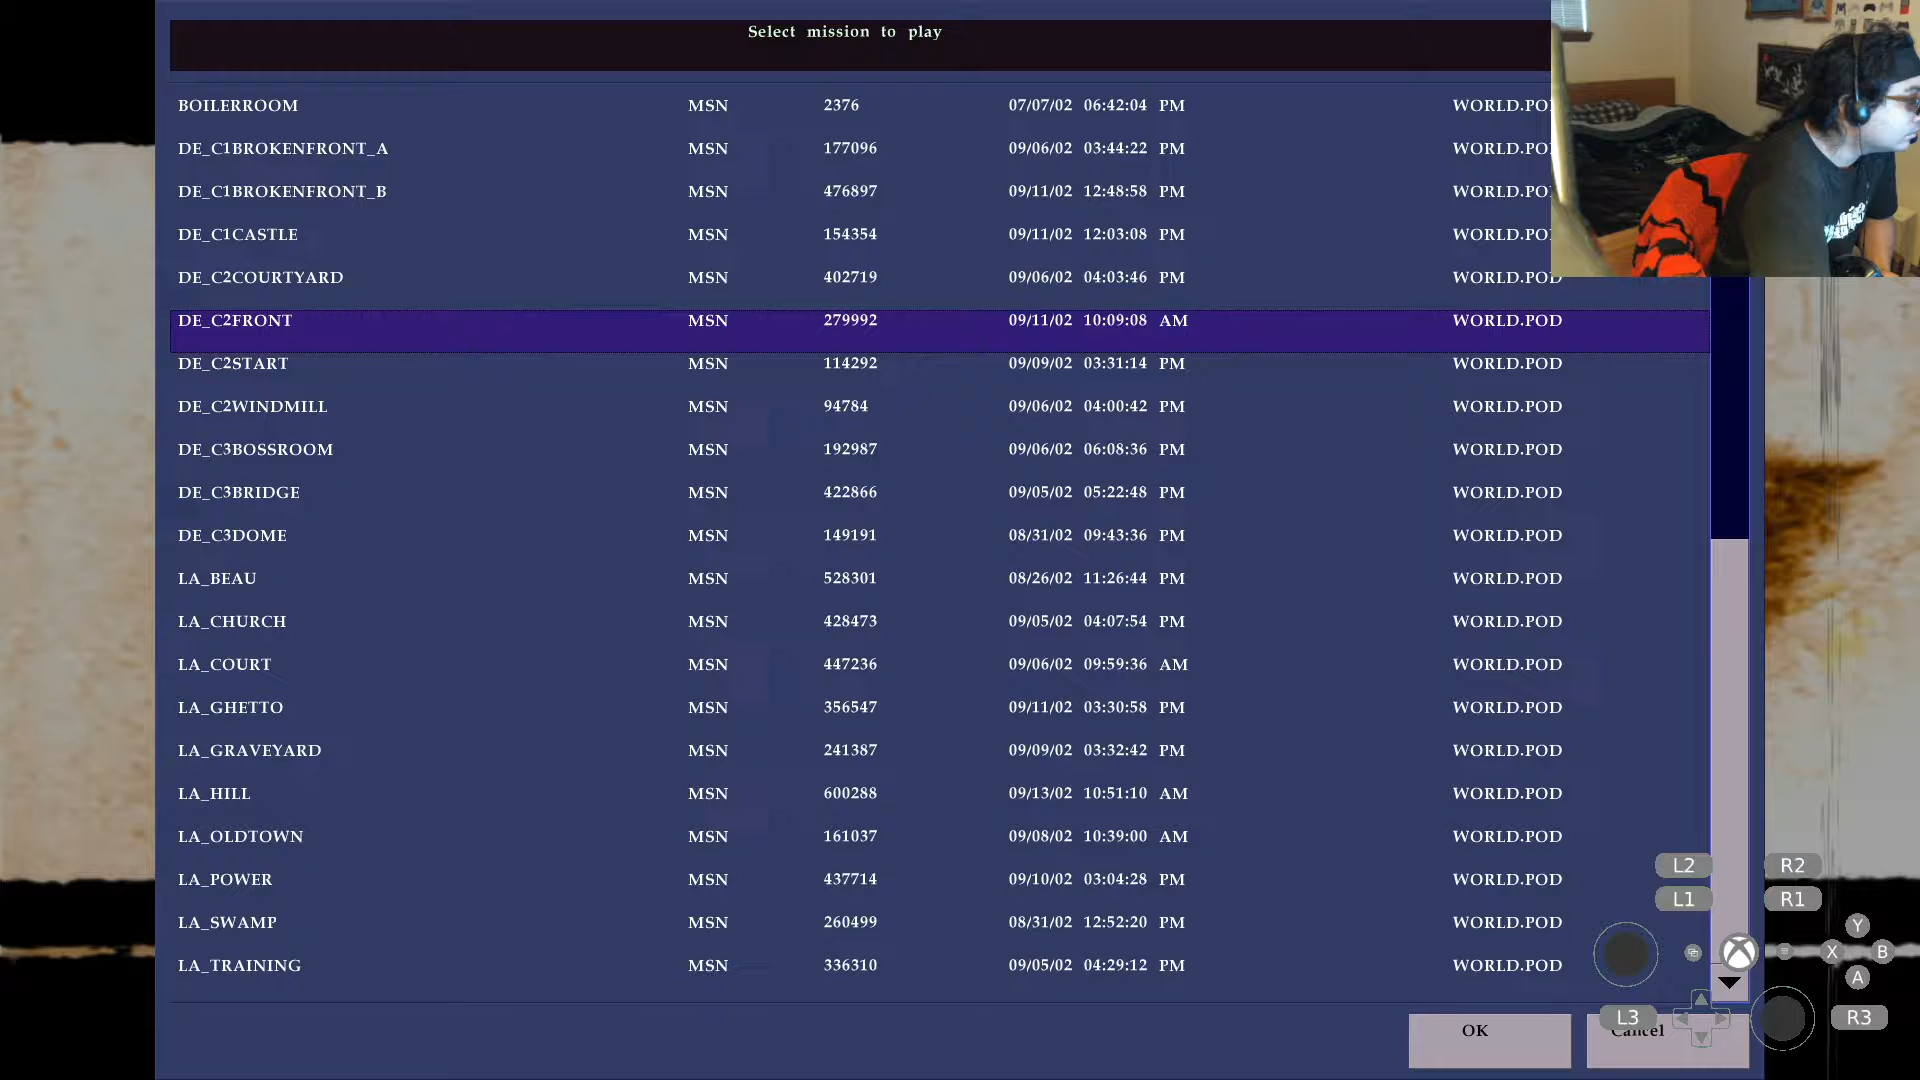 Select mission to play
BOILERROOM MSN 2376 07/07/02 06:42:04 PM WORLD.PO
DE_C1BROKENFRONT_A MSN 177096 09/06/02 03:44:22 PM WORLD.PO
DE_C1BROKENFRONT_B MSN 476897 09/11/02 12:48:58 PM WORLD.PO
DE_C1CASTLE MSN 154354 09/11/02 12:03:08 PM WORLD.PO
DE_C2COURTYARD MSN 402719 09/06/02 04:03:46 PM WORLD.POD
DE_C2FRONT MSN 279992 09/11/02 10:09:08 AM WORLD.POD
DE_C2START MSN 114292 09/09/02 03:31:14 PM WORLD.POD
DE_C2WINDMILL MSN 94784 09/06/02 04:00:42 PM WORLD.POD
DE_C3BOSSROOM MSN 192987 09/06/02 06:08:36 PM WORLD.POD
DE_C3BRIDGE MSN 422866 09/05/02 05:22:48 PM WORLD.POD
DE_C3DOME MSN 149191 08/31/02 09:43:36 PM WORLD.POD
LA_BEAU MSN 528301 08/26/02 11:26:44 PM WORLD.POD
LA_CHURCH MSN 428473 09/05/02 04:07:54 PM WORLD.POD
LA_COURT MSN 447236 09/06/02 09:59:36 AM WORLD.POD
LA_GHETTO MSN 356547 09/11/02 03:30:58 PM WORLD.POD
LA_GRAVEYARD MSN 241387 09/09/02 03:32:42 PM WORLD.POD
LA_HILL MSN 600288 09/13/02 10:51:10 AM WORLD.POD
LA_OLDTOWN MSN 161037 09/08/02 10:39:00 AM WORLD.POD
LA_POWER MSN 437714 09/10/02 03:04:28 PM WORLD.POD
LA_SWAMP MSN 260499 08/31/02 12:52:20 PM WORLD.POD
LA_TRAINING MSN 336310 09/05/02 04:29:12 PM WORLD.POD
L2 R2
L1 R1
Y
X B
A
L3 R3
OK Cancel